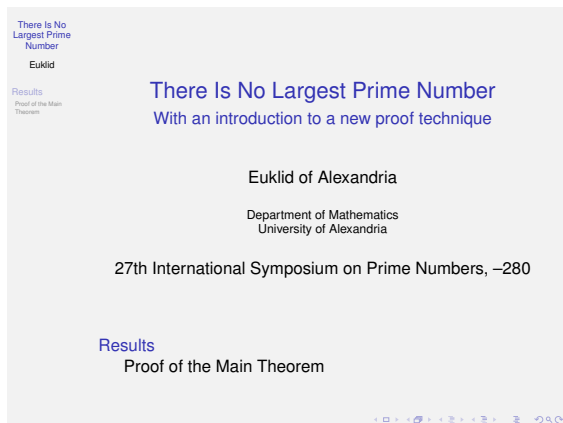 There Is No
Largest Prime
Number
Euklid
Results
Proof of the Main
Theorem
There Is No Largest Prime Number
With an introduction to a new proof technique
Euklid of Alexandria
Department of Mathematics
University of Alexandria
27th International Symposium on Prime Numbers, –280
Results
Proof of the Main Theorem